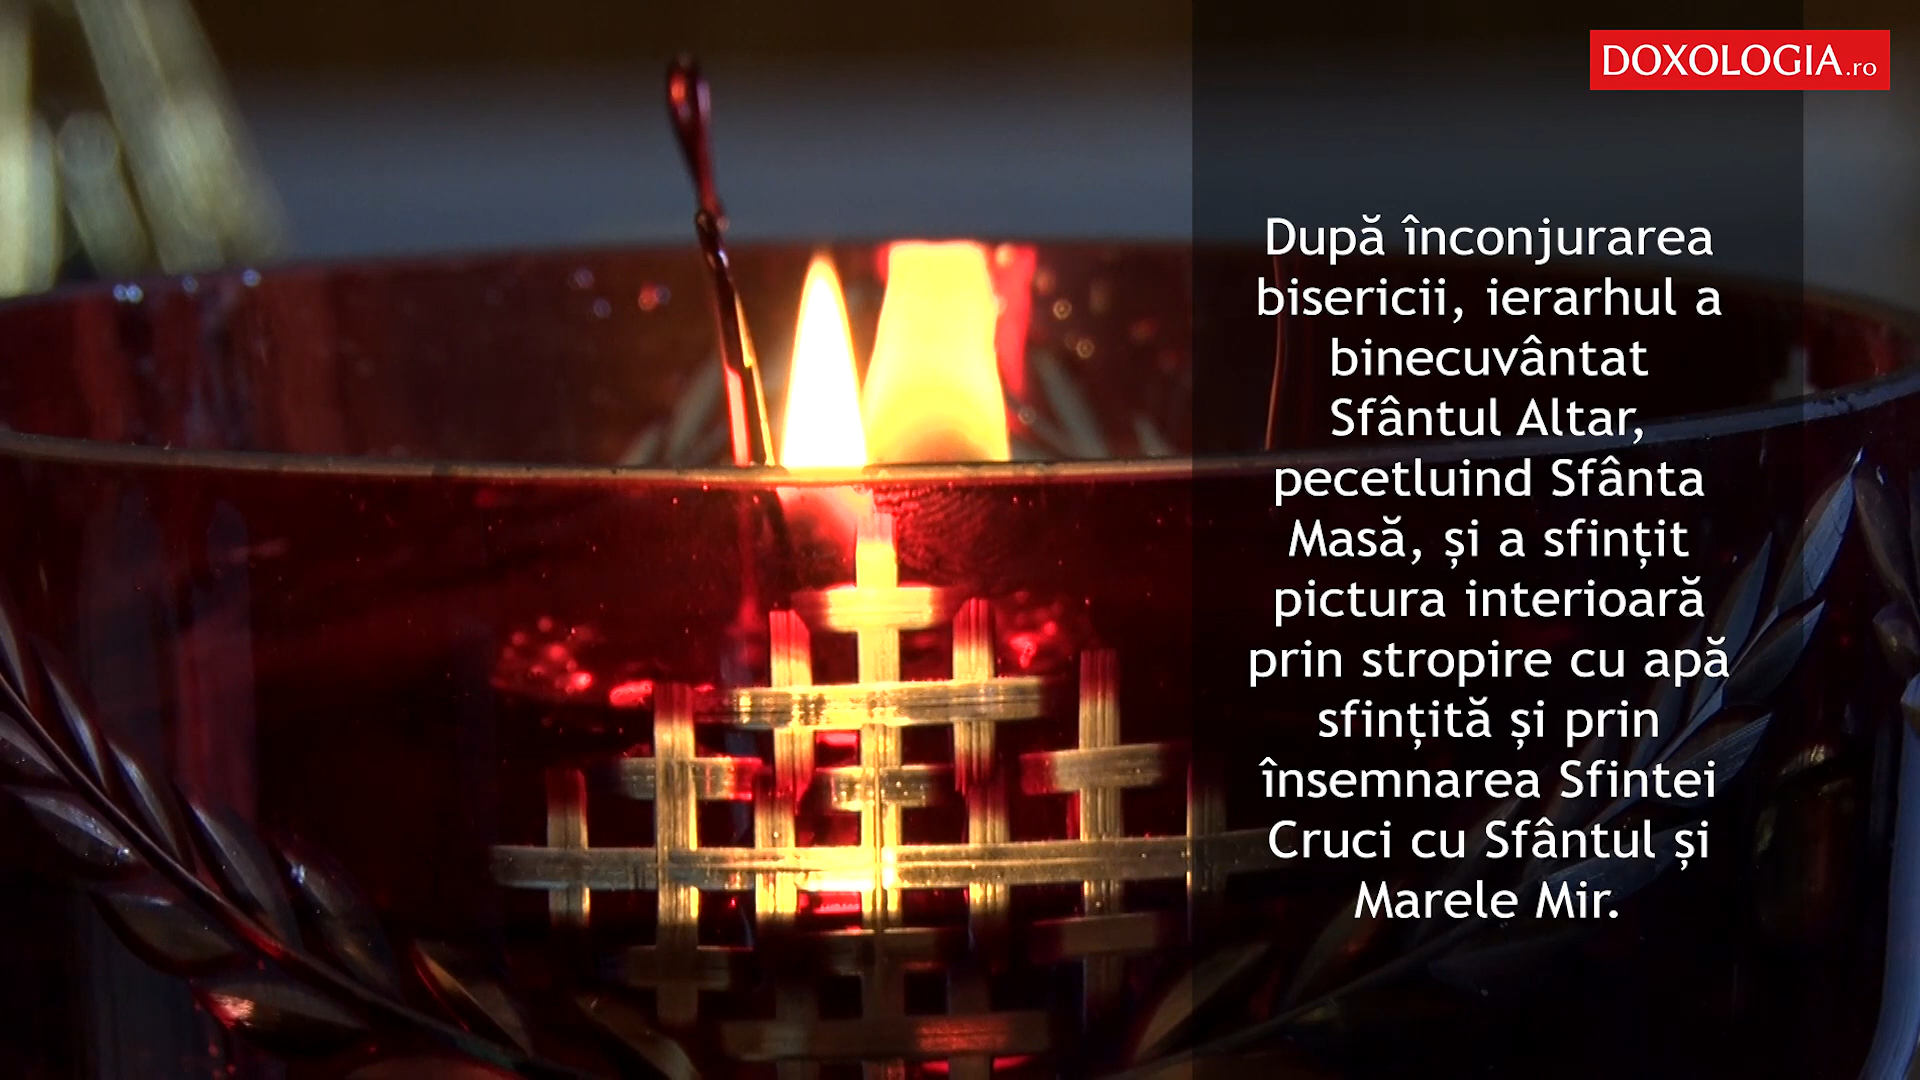 DOXOLOGIA.ro
După înconjurarea
bisericii, ierarhul a
binecuvântat
Sfântul Altar,
pecetluind Sfânta
Masă, și a sfințit
pictura interioară
prin stropire cu apă
sfințită și prin
însemnarea Sfintei
Cruci cu Sfântul și
Marele Mir.